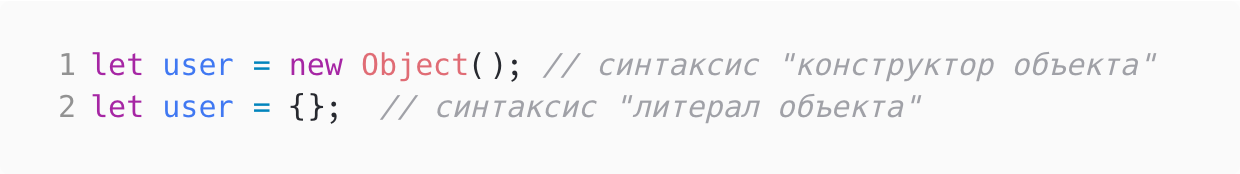 1 let user = new Object(); // синтаксис "конструктор объекта"
2 let user = {};  // синтаксис "литерал объекта"